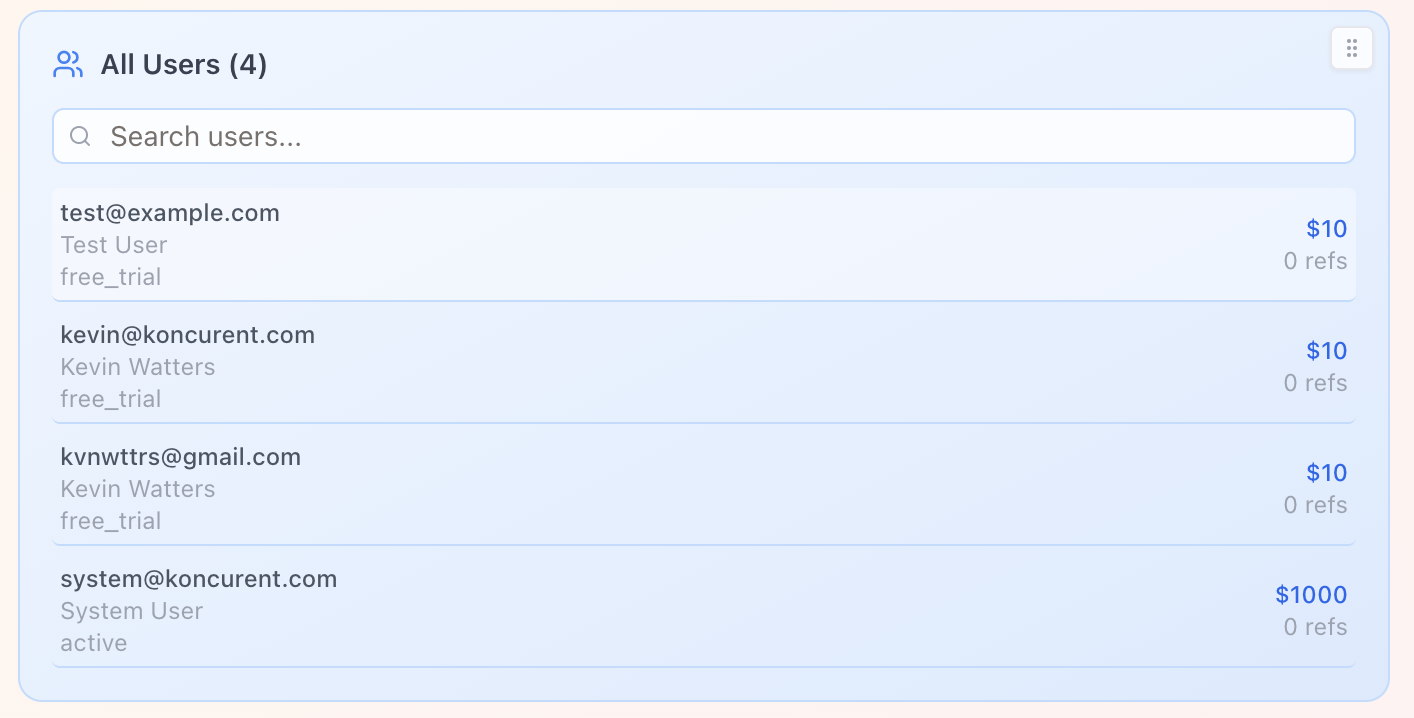 All Users (4)
Search users...
test@example.com
Test User
free_trial
$10
0 refs
kevin@koncurent.com
Kevin Watters
free_trial
$10
0 refs
kvnwttrs@gmail.com
Kevin Watters
free_trial
$10
0 refs
system@koncurent.com
System User
active
$1000
0 refs